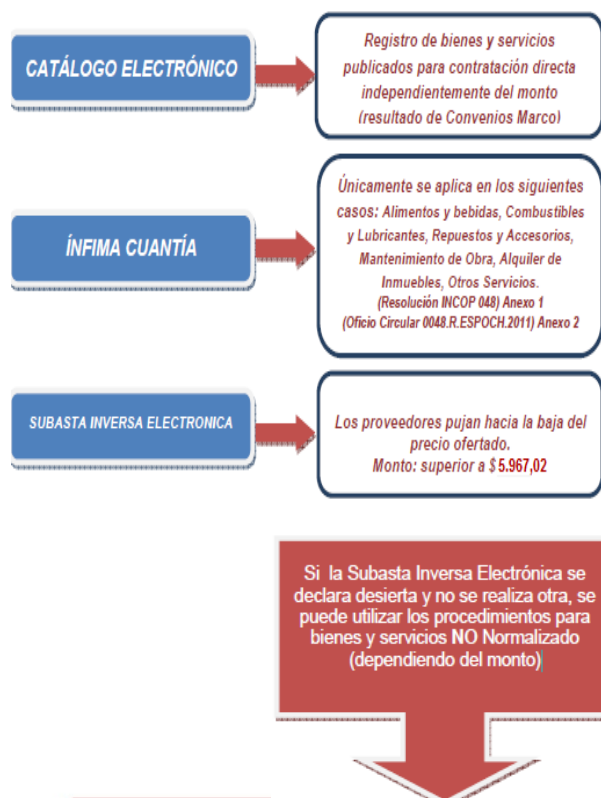 CATÁLOGO ELECTRÓNICO
Registro de bienes y servicios
publicados para contratación directa
independientemente del monto
(resultado de Convenios Marco)
ÍNFIMA CUANTÍA
Únicamente se aplica en los siguientes
casos: Alimentos y bebidas, Combustibles
y Lubricantes, Repuestos y Accesorios,
Mantenimiento de Obra, Alquiler de
Inmuebles, Otros Servicios.
(Resolución INCOP 048) Anexo 1
(Oficio Circular 0048.R.ESPOCH.2011) Anexo 2
SUBASTA INVERSA ELECTRONICA
Los proveedores pujan hacia la baja del
precio ofertado.
Monto: superior a $ 5.967,02
Si la Subasta Inversa Electrónica se
declara desierta y no se realiza otra, se
puede utilizar los procedimientos para
bienes y servicios NO Normalizado
(dependiendo del monto)